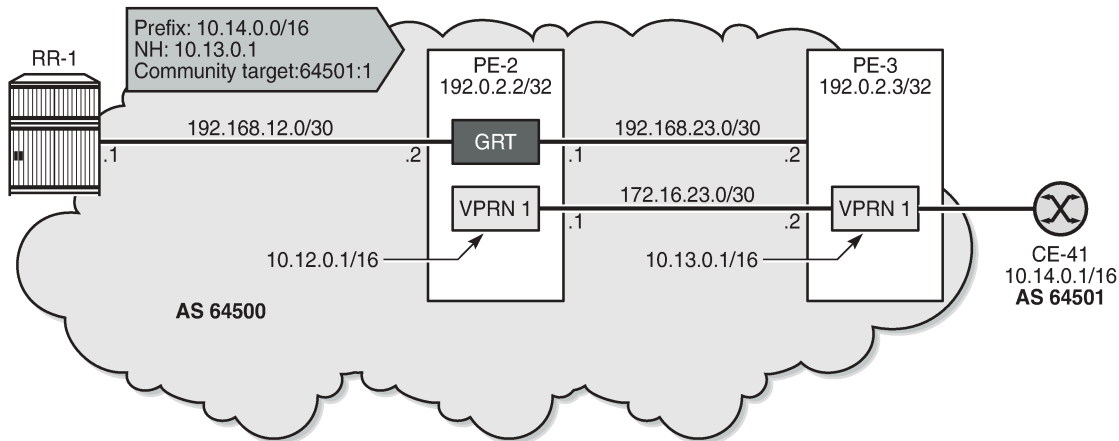 Prefix: 10.14.0.0/16
NH: 10.13.0.1
Community target:64501:1
RR-1
PE-2
192.0.2.2/32
PE-3
192.0.2.3/32
192.168.12.0/30
.1
.2
GRT
192.168.23.0/30
.1
.2
VPRN 1
172.16.23.0/30
.1
.2
VPRN 1
10.12.0.1/16
10.13.0.1/16
CE-41
10.14.0.1/16
AS 64501
AS 64500